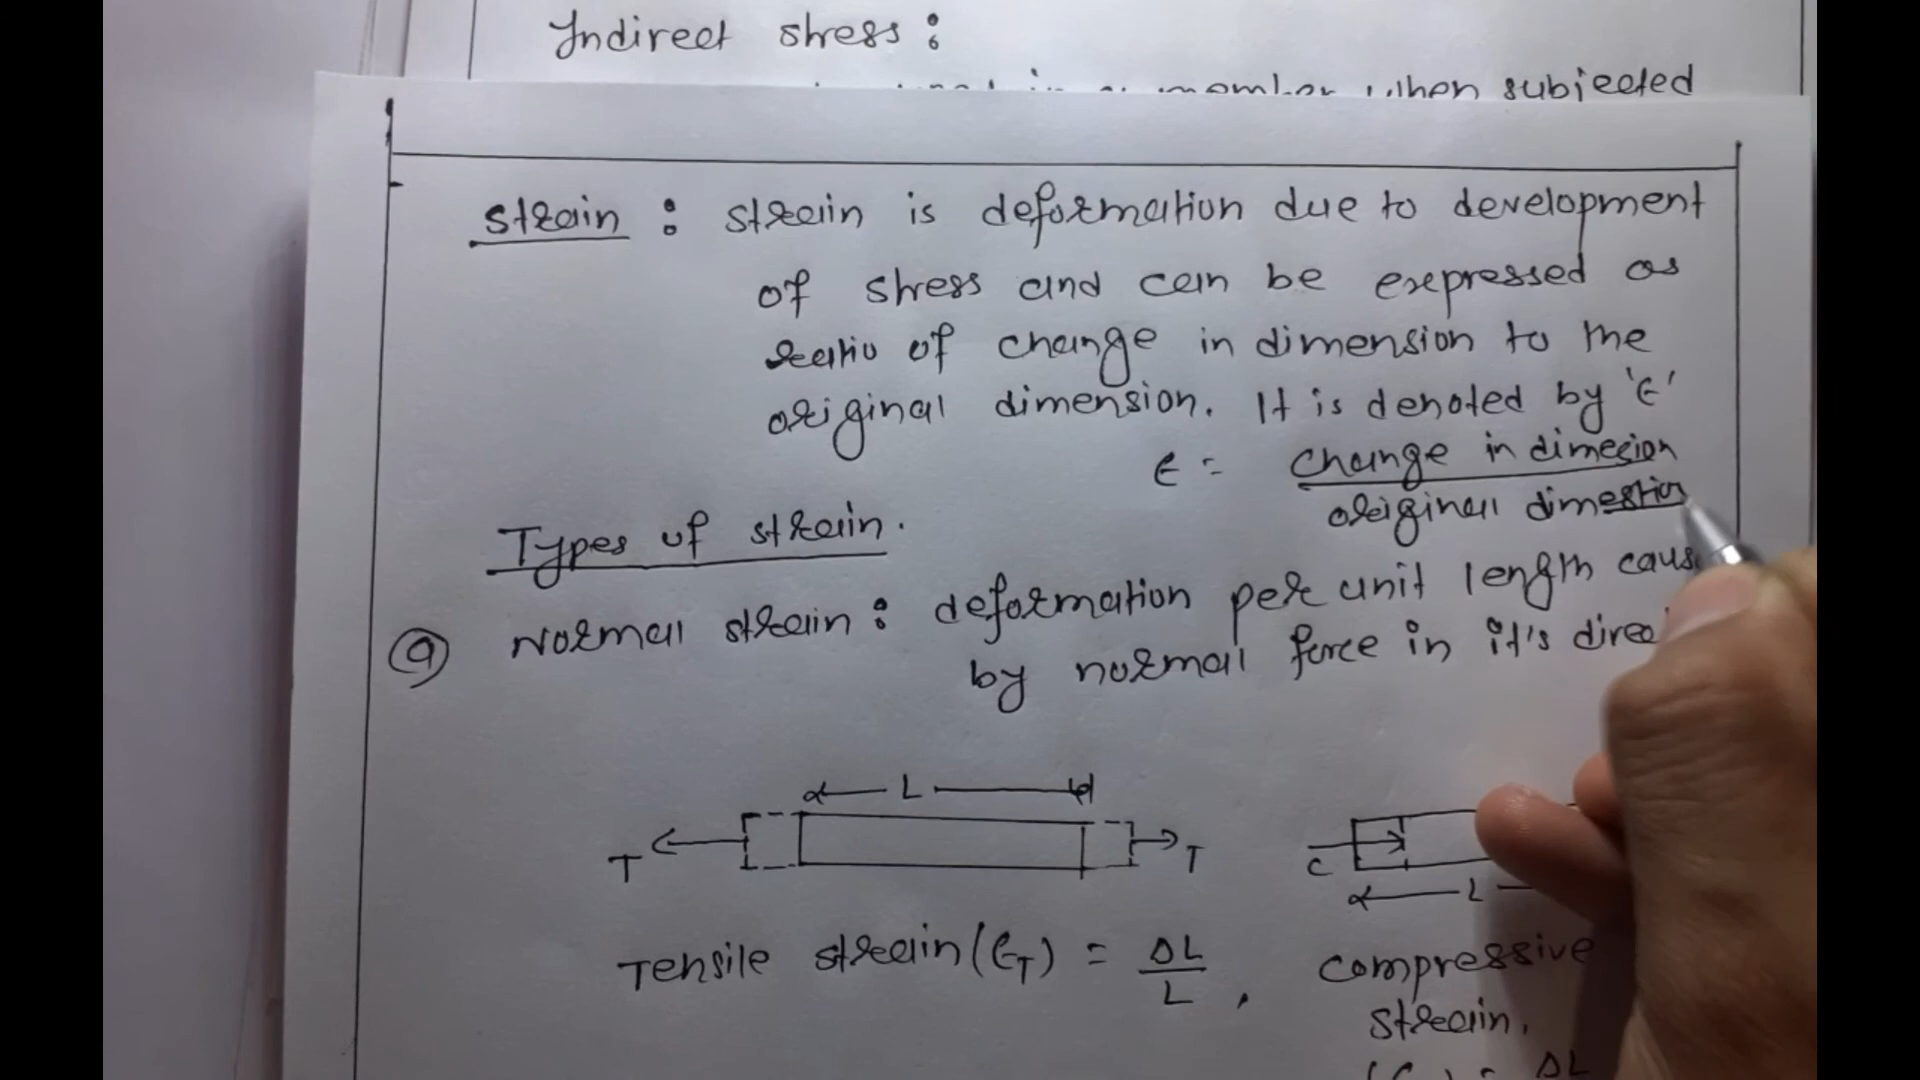 Indirect stress:
member when subjected
Strain : strain is deformation due to development
of stress and can be expressed as
ratio of change in dimension to the
original dimension. It is denoted by 'ϵ'
ϵ = change in dimesion
original dimestion
Types of strain.
a Normal strain: deformation per unit length caus
by normal force in it's direc
L
T T
C
L
Tensile strain (ϵT) = ΔL
L ,
compressive
strain.
ΔL